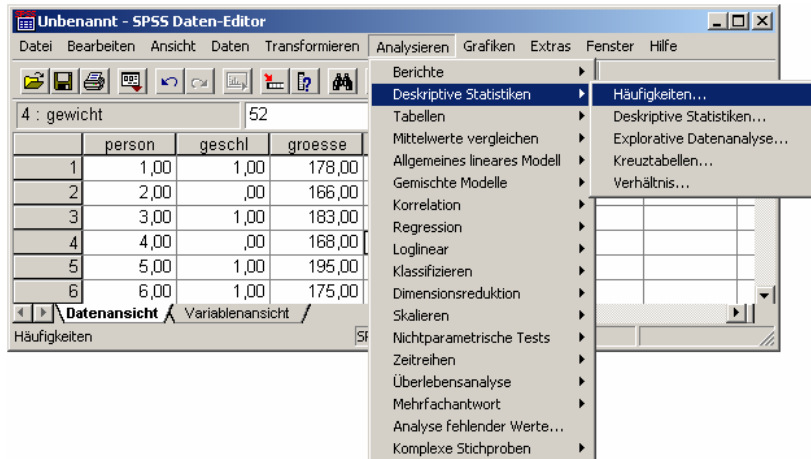 Unbenannt - SPSS Daten-Editor
Datei Bearbeiten Ansicht Daten Transformieren Analysieren Grafiken Extras Fenster Hilfe
4 : gewicht 52
person geschl groesse
1 1,00 1,00 178,00
2 2,00 ,00 166,00
3 3,00 1,00 183,00
4 4,00 ,00 168,00
5 5,00 1,00 195,00
6 6,00 1,00 175,00
Datenansicht Variablenansicht
Häufigkeiten
Berichte
Deskriptive Statistiken
Tabellen
Mittelwerte vergleichen
Allgemeines lineares Modell
Gemischte Modelle
Korrelation
Regression
Loglinear
Klassifizieren
Dimensionsreduktion
Skalieren
Nichtparametrische Tests
Zeitreihen
Überlebensanalyse
Mehrfachantwort
Analyse fehlender Werte...
Komplexe Stichproben
Häufigkeiten...
Deskriptive Statistiken...
Explorative Datenanalyse...
Kreuztabellen...
Verhältnis...